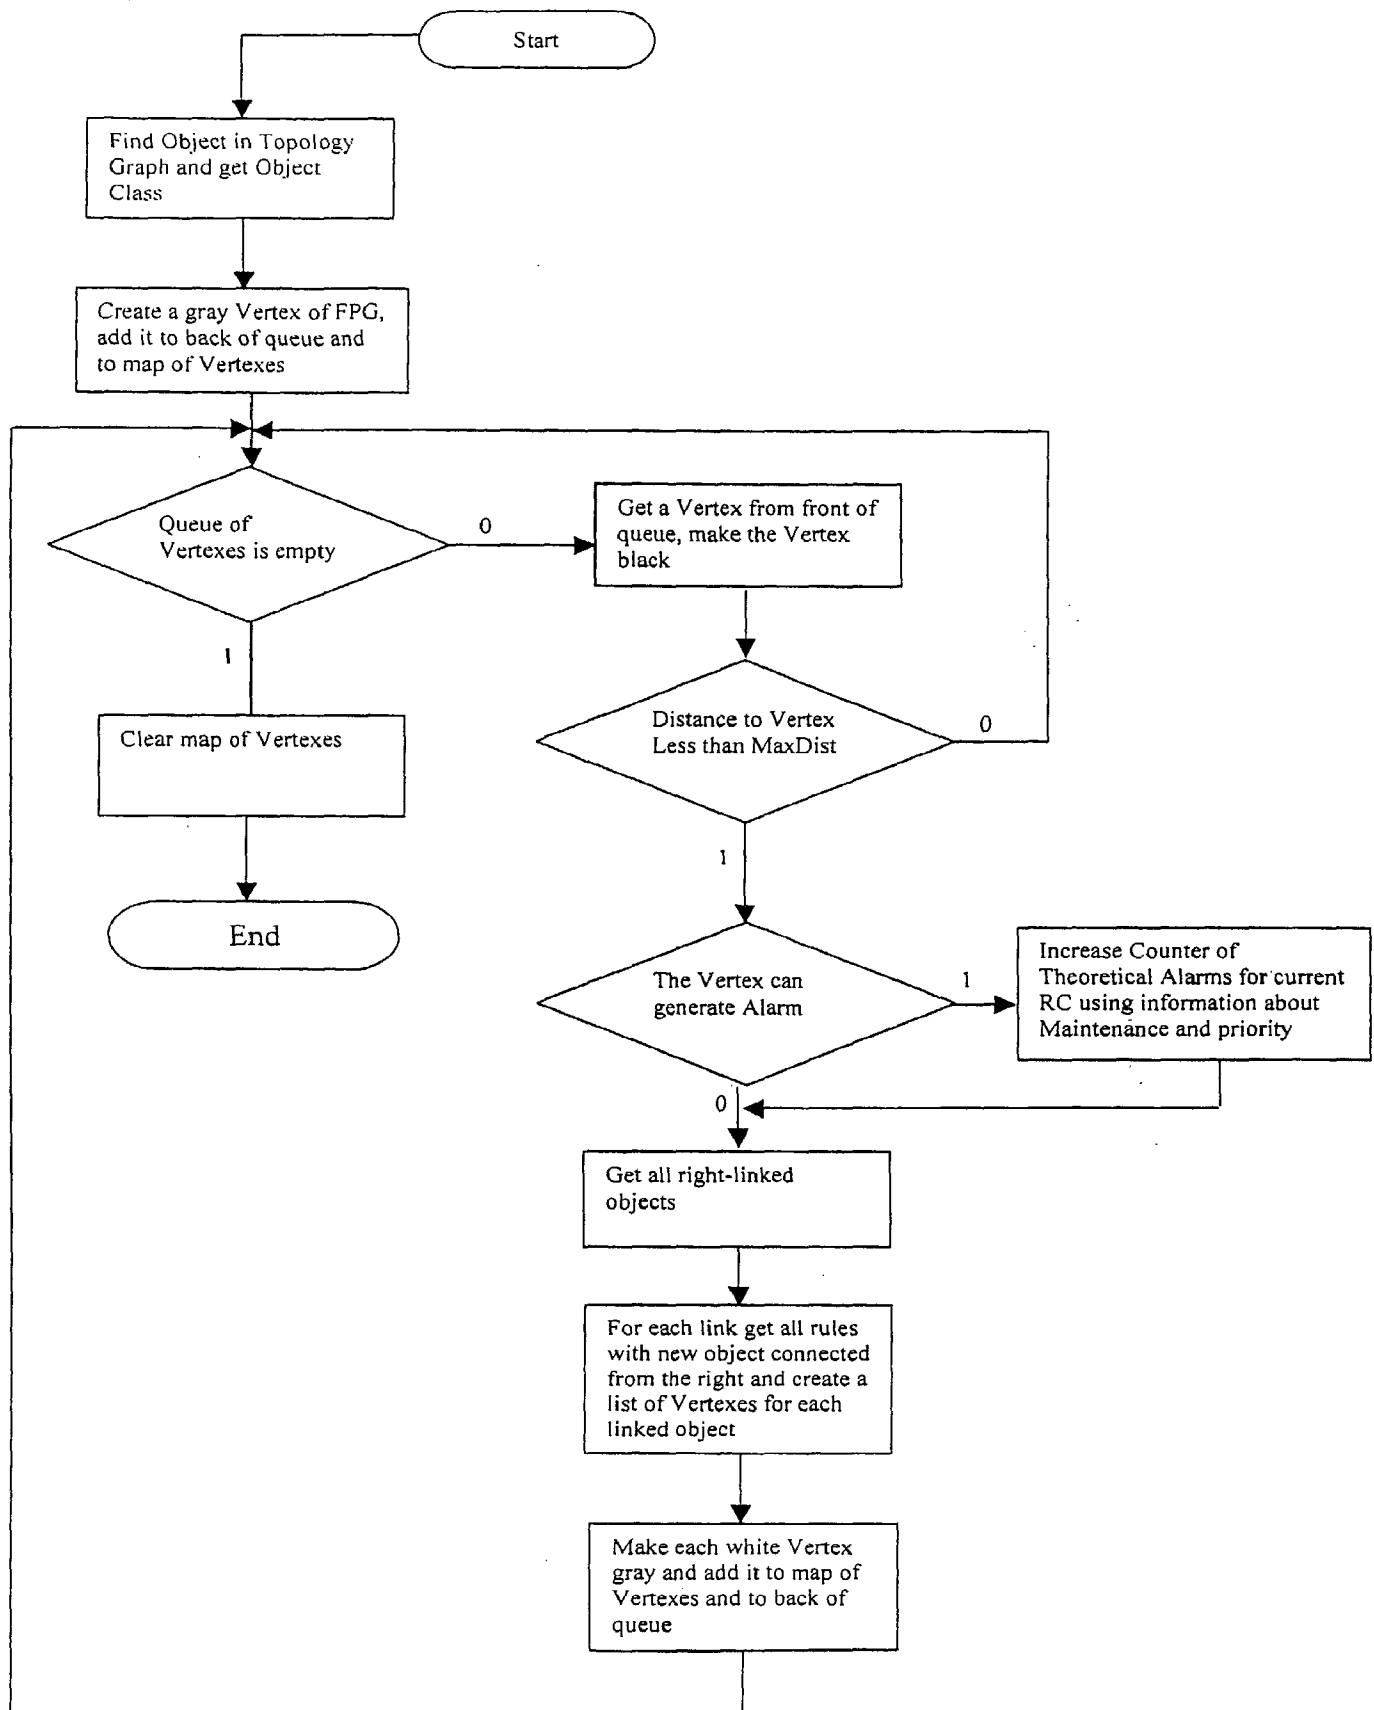 Start
Find Object in Topology
Graph and get Object
Class
Create a gray Vertex of FPG,
add it to back of queue and
to map of Vertexes
Queue of
Vertexes is empty
0
Get a Vertex from front of
queue, make the Vertex
black
1
Clear map of Vertexes
End
Distance to Vertex
Less than MaxDist
0
1
The Vertex can
generate Alarm
1
Increase Counter of
Theoretical Alarms for current
RC using information about
Maintenance and priority
0
Get all right-linked
objects
For each link get all rules
with new object connected
from the right and create a
list of Vertexes for each
linked object
Make each white Vertex
gray and add it to map of
Vertexes and to back of
queue